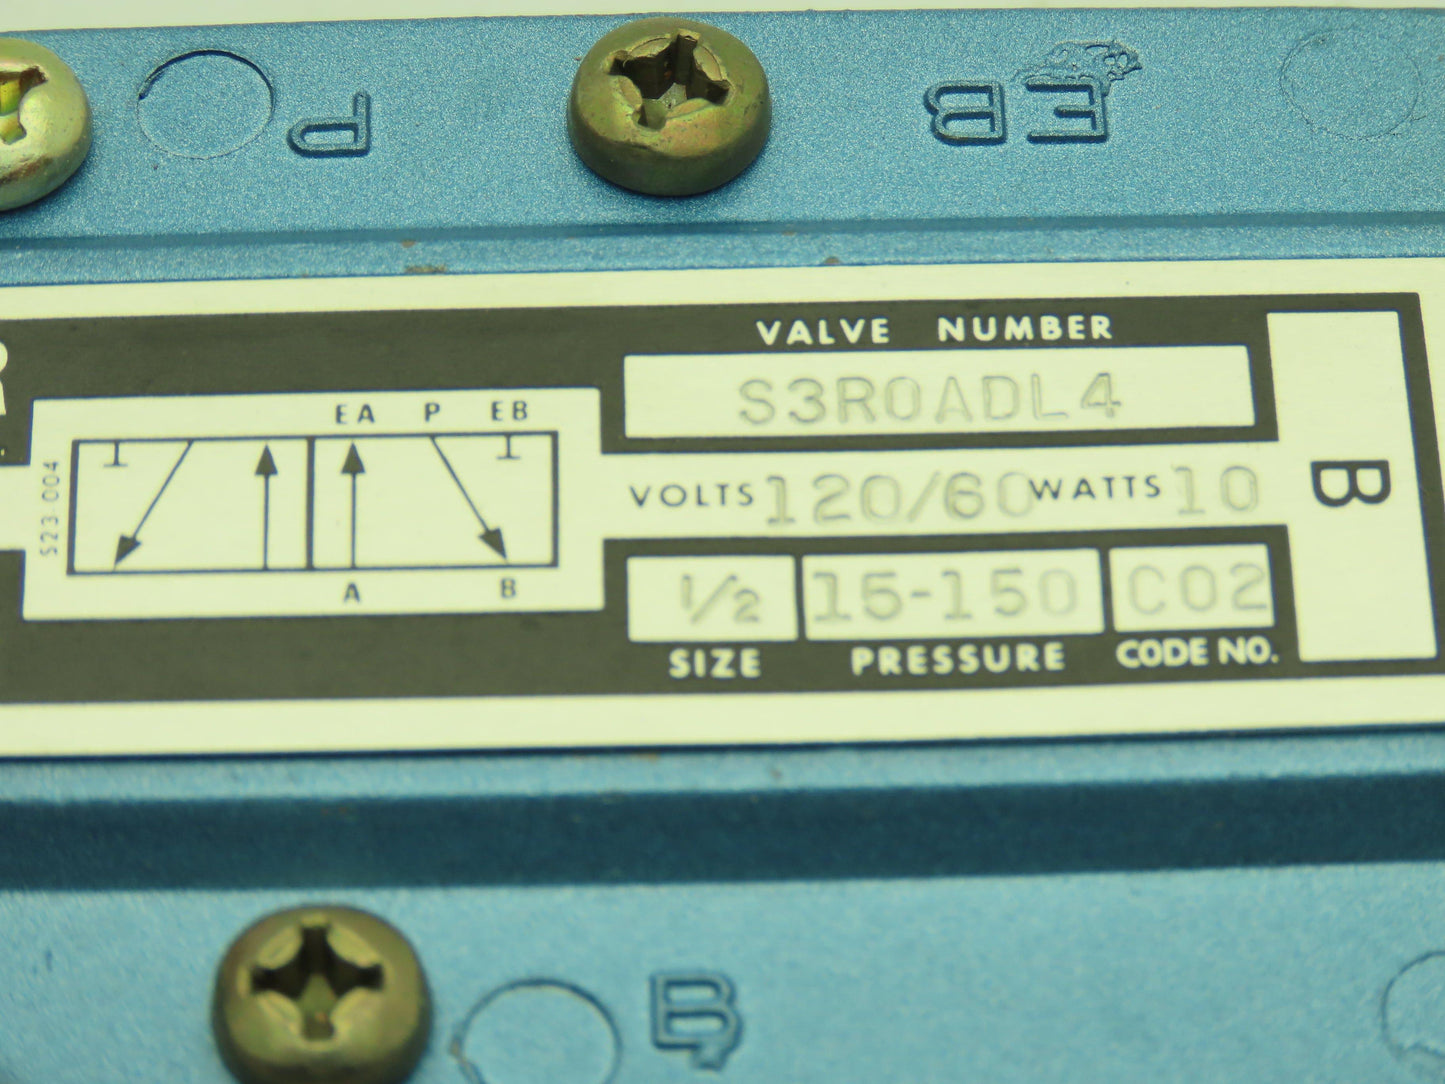 P EB
R
VALVE NUMBER
S3R0ADL4
EA P EB
S23 004
A B
VOLTS 120/60 WATTS 10
1/2 15-150 C02
SIZE PRESSURE CODE NO.
B
B